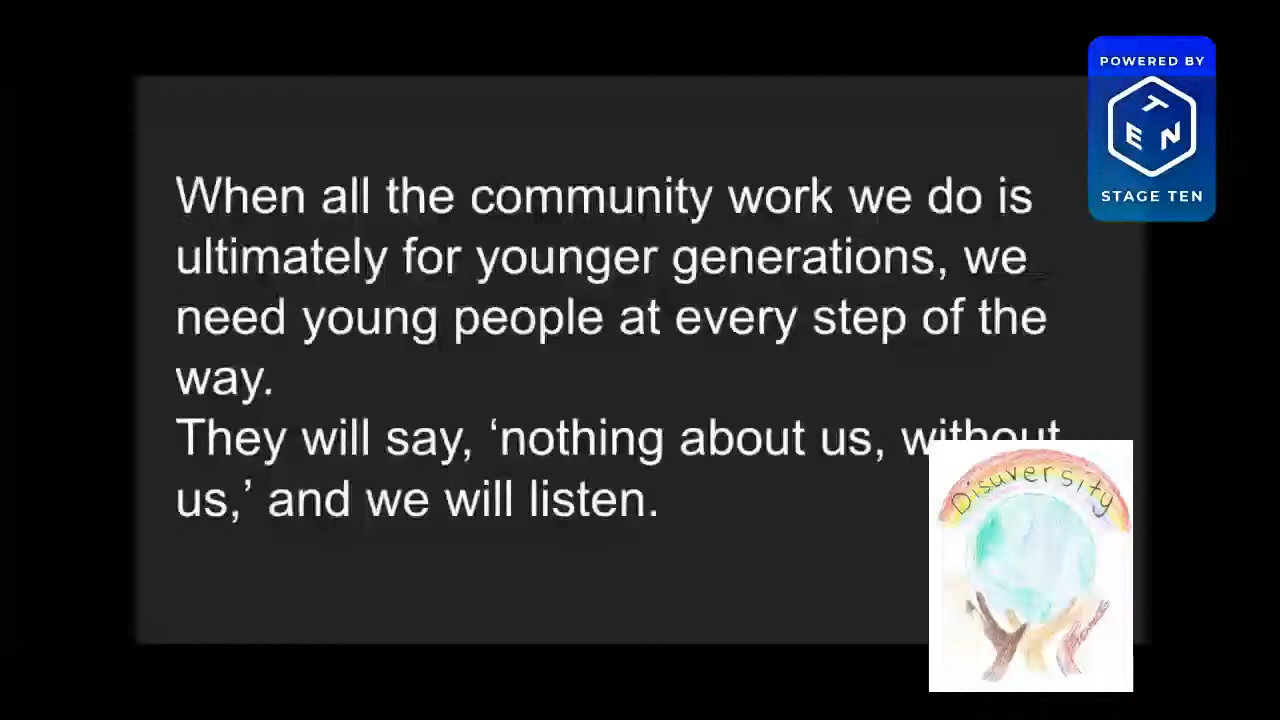 POWERED BY
TEN
STAGE TEN
When all the community work we do is
ultimately for younger generations, we
need young people at every step of the
way.
They will say, ‘nothing about us, without
us,’ and we will listen.
Disuversity